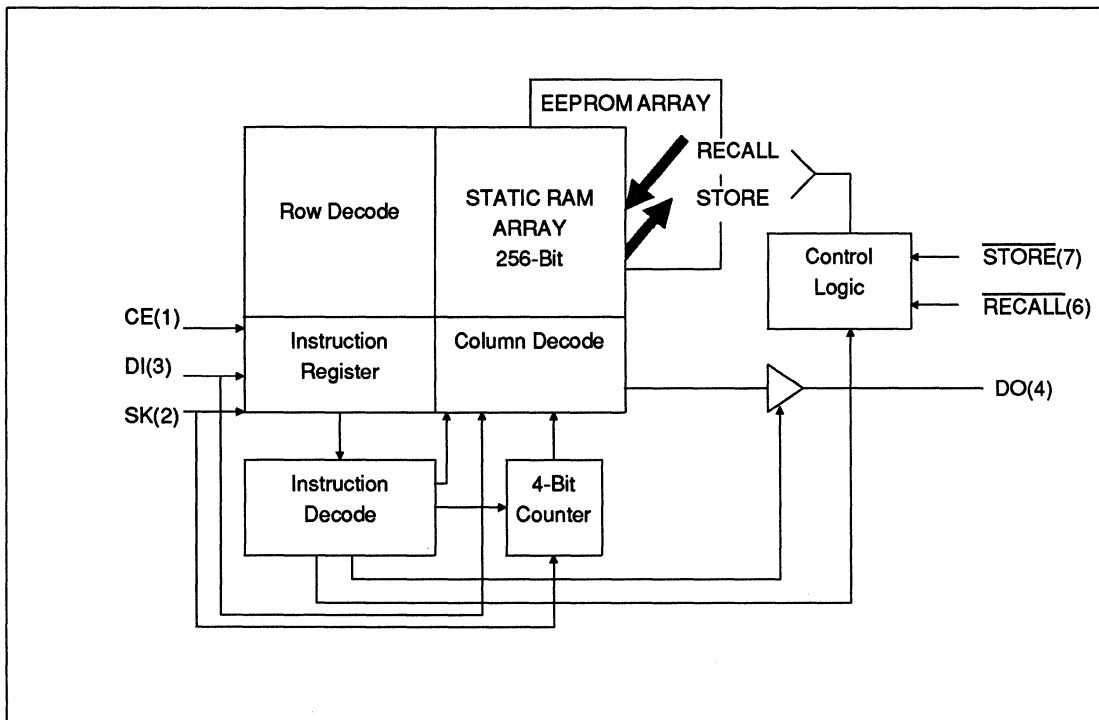 EEPROM ARRAY
RECALL
STORE
Row Decode
STATIC RAM
ARRAY
256-Bit
Control
Logic
STORE(7)
RECALL(6)
CE(1)
DI(3)
SK(2)
Instruction
Register
Column Decode
DO(4)
Instruction
Decode
4-Bit
Counter